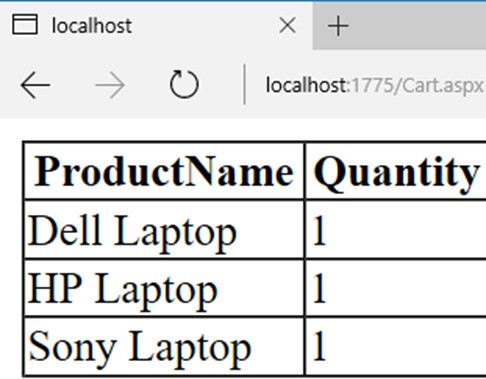 localhost
localhost:1775/Cart.aspx
ProductName Quantity
Dell Laptop 1
HP Laptop 1
Sony Laptop 1